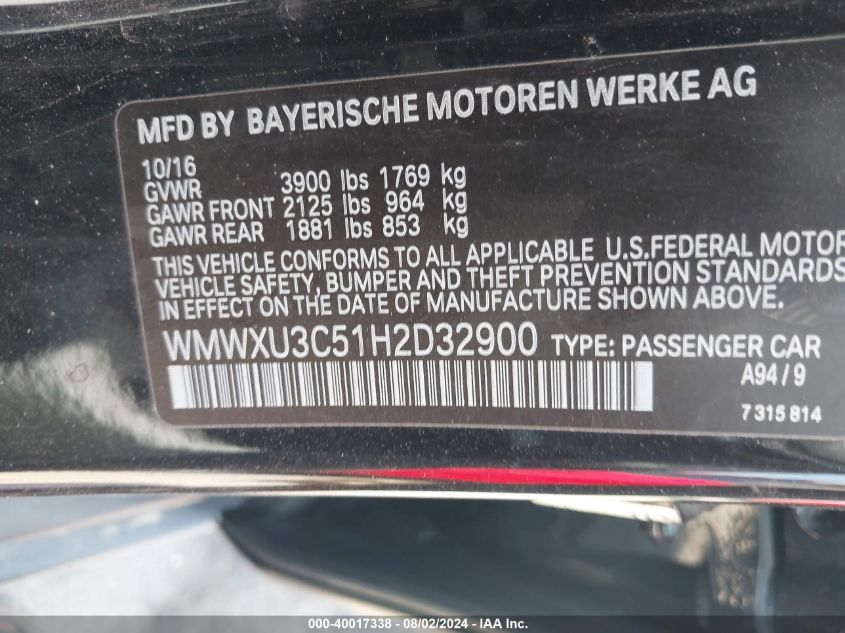 MFD BY BAYERISCHE MOTOREN WERKE AG
10/16
GVWR 3900 lbs 1769 kg
GAWR FRONT 2125 lbs 964 kg
GAWR REAR 1881 lbs 853 kg
THIS VEHICLE CONFORMS TO ALL APPLICABLE U.S.FEDERAL MOTOR
VEHICLE SAFETY, BUMPER AND THEFT PREVENTION STANDARDS
IN EFFECT ON THE DATE OF MANUFACTURE SHOWN ABOVE.
WMWXU3C51H2D32900 TYPE: PASSENGER CAR
A94/9
7315814
000-40017338 - 08/02/2024 - IAA Inc.